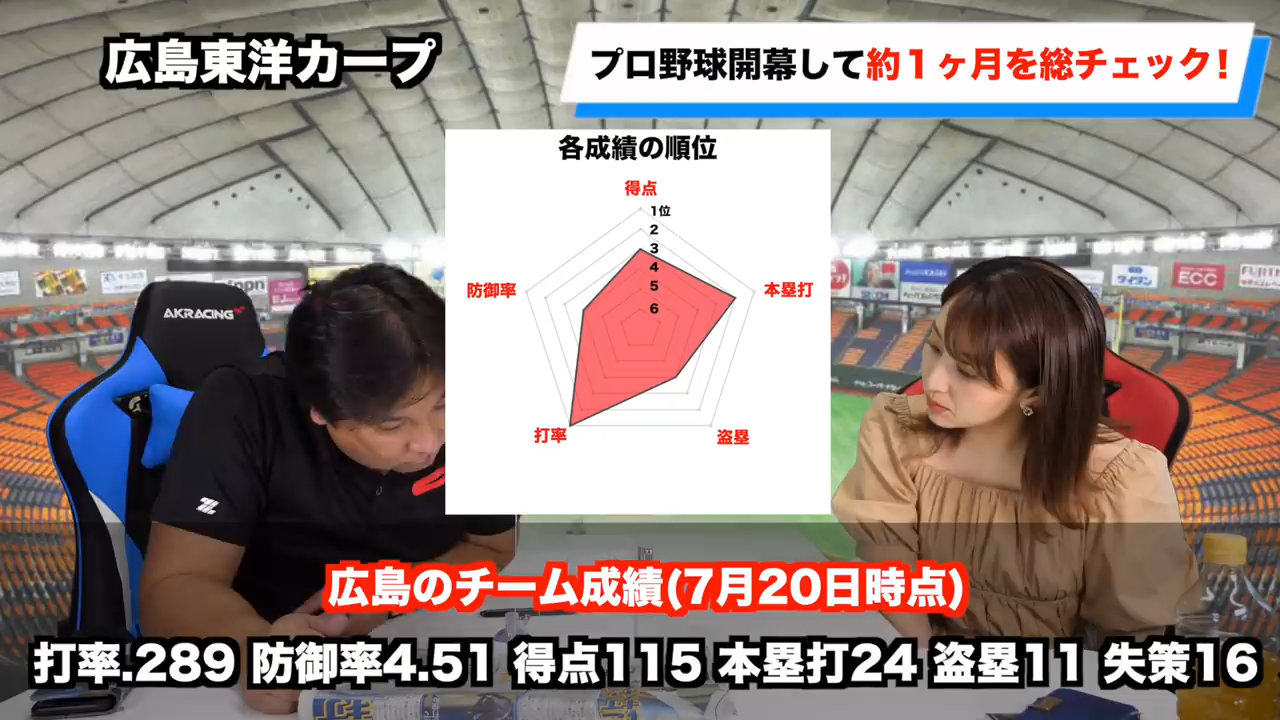 広島東洋カープ
プロ野球開幕して約1ヶ月を総チェック!
各成績の順位
得点
1位
2
3
4
5
6
防御率
本塁打
打率
盗塁
AKRACING
ECC
広島のチーム成績(7月20日時点)
打率.289 防御率4.51 得点115 本塁打24 盗塁11 失策16